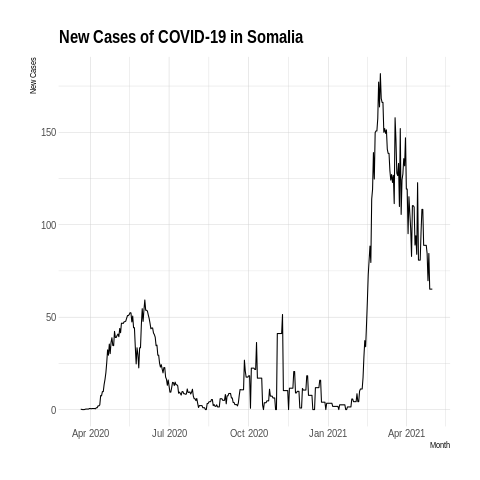 New Cases of COVID-19 in Somalia
New Cases
150
100
50
0
Apr 2020 Jul 2020 Oct 2020 Jan 2021 Apr 2021
Month